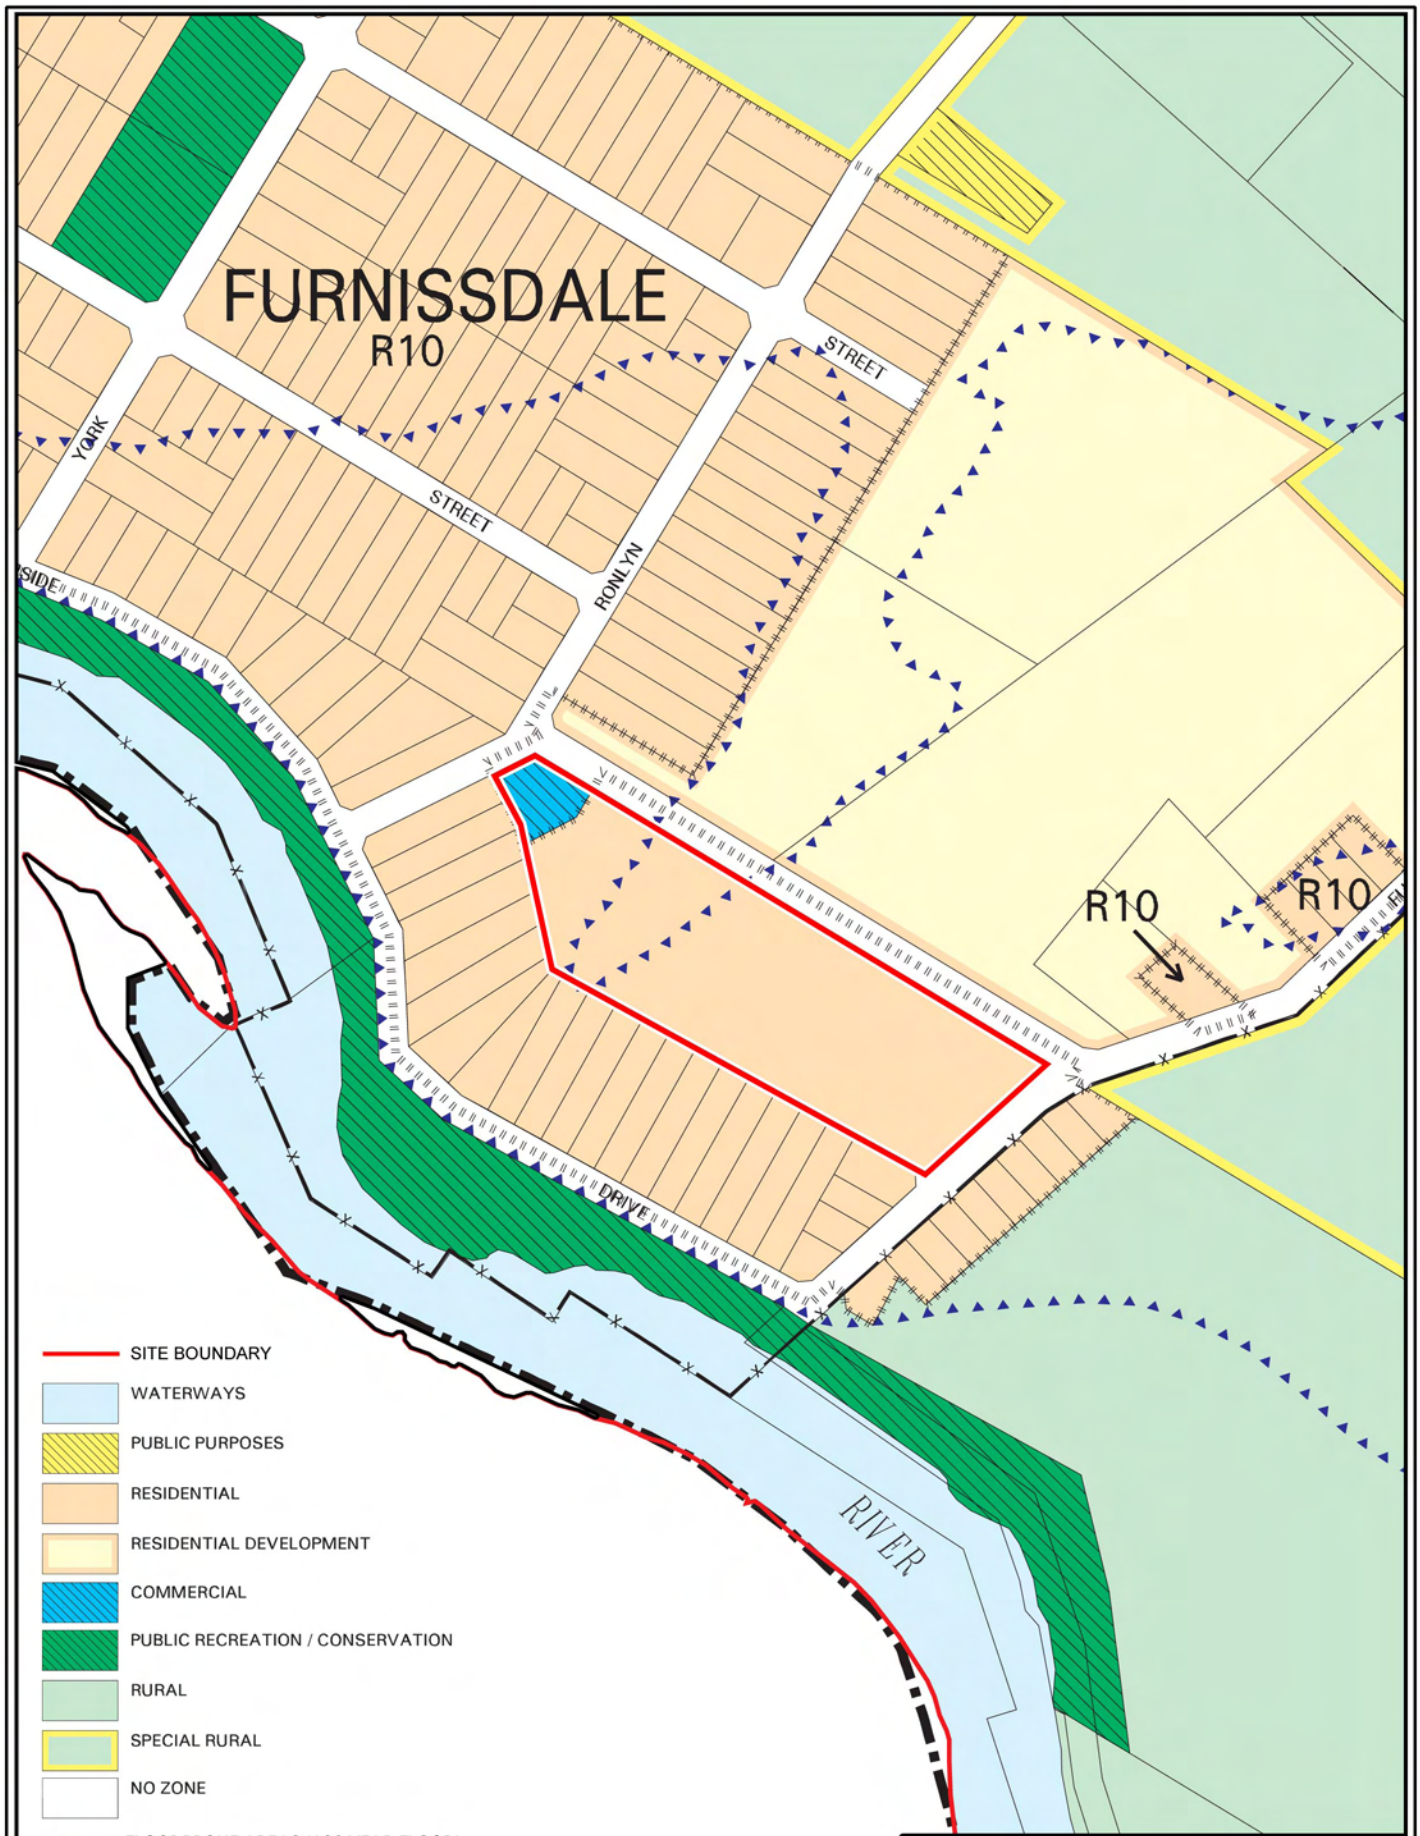 FURNISSDALE
R10
STREET
YORK
STREET
RONLYN
SIDE
R10
R10
DRIVE
RIVER
SITE BOUNDARY
WATERWAYS
PUBLIC PURPOSES
RESIDENTIAL
RESIDENTIAL DEVELOPMENT
COMMERCIAL
PUBLIC RECREATION / CONSERVATION
RURAL
SPECIAL RURAL
NO ZONE